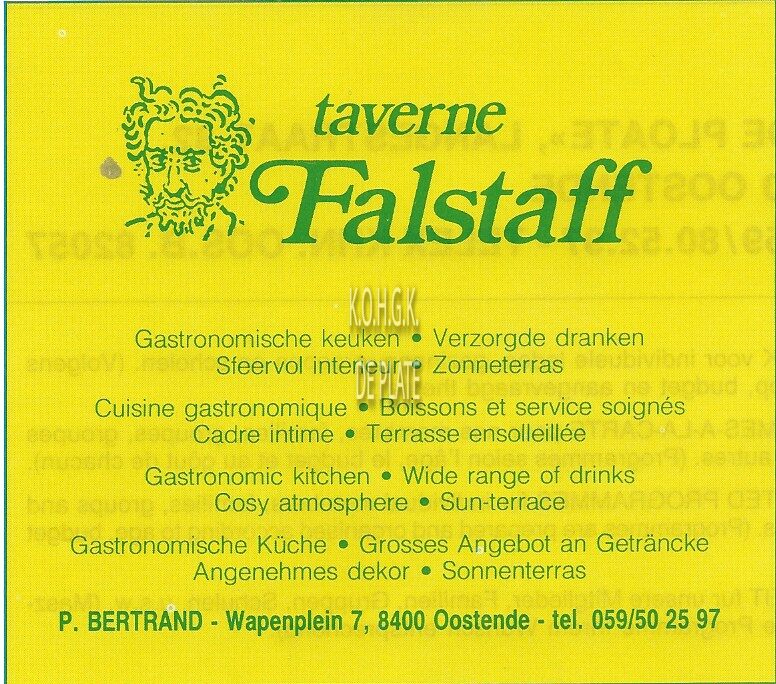 taverne
Falstaff
K.O.H.G.K.
Gastronomische keuken • Verzorgde dranken
Sfeervol interieur • Zonneterras
DE PLATE
Cuisine gastronomique • Boissons et service soignés
Cadre intime • Terrasse ensolleillée
Gastronomic kitchen • Wide range of drinks
Cosy atmosphere • Sun-terrace
Gastronomische Küche • Grosses Angebot an Geträncke
Angenehmes dekor • Sonnenterras
P. BERTRAND - Wapenplein 7, 8400 Oostende - tel. 059/50 25 97